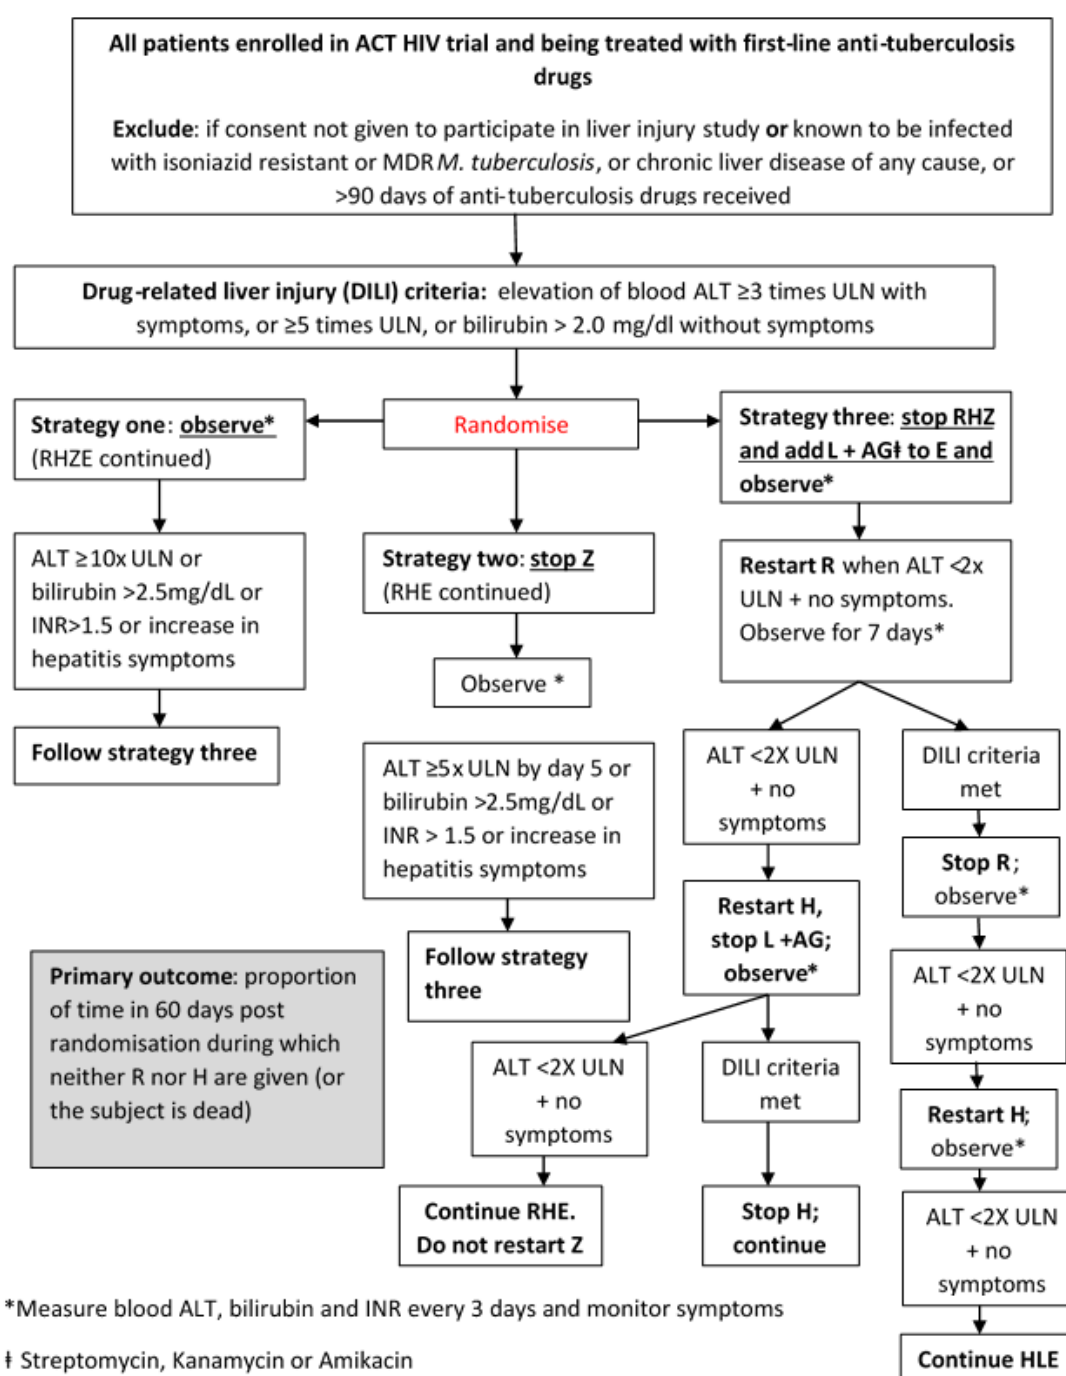 All patients enrolled in ACT HIV trial and being treated with first-line anti-tuberculosis
drugs
Exclude: if consent not given to participate in liver injury study or known to be infected
with isoniazid resistant or MDR M. tuberculosis, or chronic liver disease of any cause, or
>90 days of anti-tuberculosis drugs received
Drug-related liver injury (DILI) criteria: elevation of blood ALT ≥3 times ULN with
symptoms, or ≥5 times ULN, or bilirubin > 2.0 mg/dl without symptoms
Randomise
Strategy one: observe*
(RHZE continued)
ALT ≥10x ULN or
bilirubin >2.5mg/dL or
INR>1.5 or increase in
hepatitis symptoms
Follow strategy three
Strategy two: stop Z
(RHE continued)
Observe *
ALT ≥5x ULN by day 5 or
bilirubin >2.5mg/dL or
INR > 1.5 or increase in
hepatitis symptoms
Follow strategy
three
Strategy three: stop RHZ
and add L + AGǂ to E and
observe*
Restart R when ALT <2x
ULN + no symptoms.
Observe for 7 days*
ALT <2X ULN
+ no
symptoms
Restart H,
stop L +AG;
observe*
ALT <2X ULN
+ no
symptoms
Continue RHE.
Do not restart Z
DILI criteria
met
Stop H;
continue
DILI criteria
met
Stop R;
observe*
ALT <2X ULN
+ no
symptoms
Restart H;
observe*
ALT <2X ULN
+ no
symptoms
Continue HLE
Primary outcome: proportion
of time in 60 days post
randomisation during which
neither R nor H are given (or
the subject is dead)
*Measure blood ALT, bilirubin and INR every 3 days and monitor symptoms
ǂ Streptomycin, Kanamycin or Amikacin